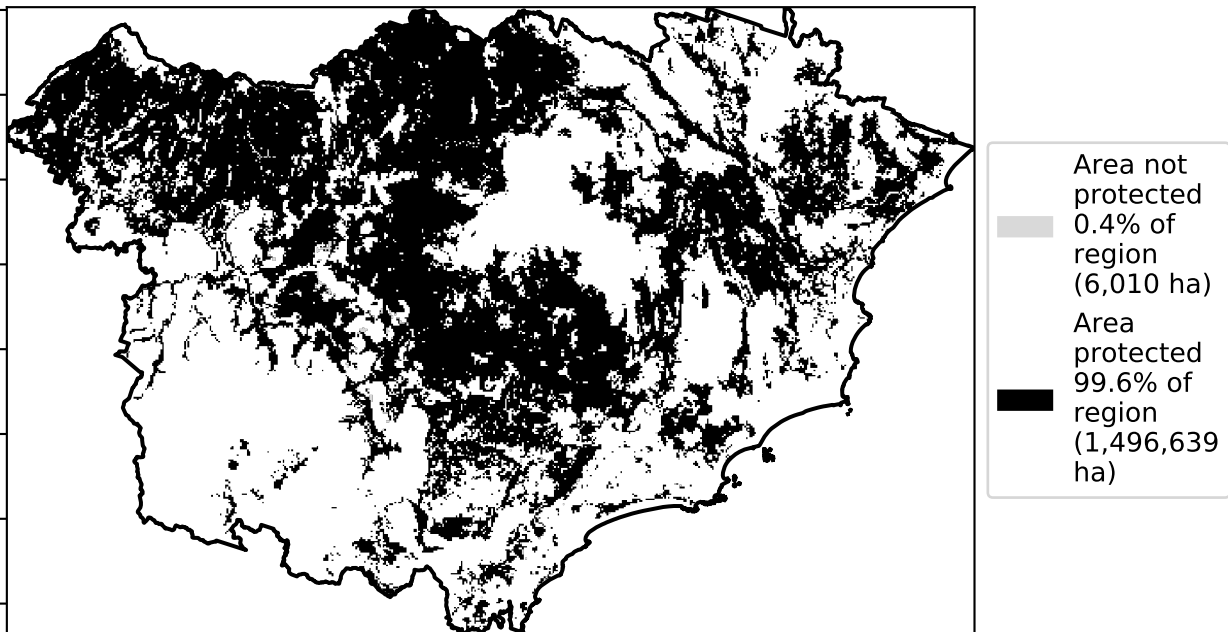 Area not
protected
0.4% of
region
(6,010 ha)
Area
protected
99.6% of
region
(1,496,639
ha)